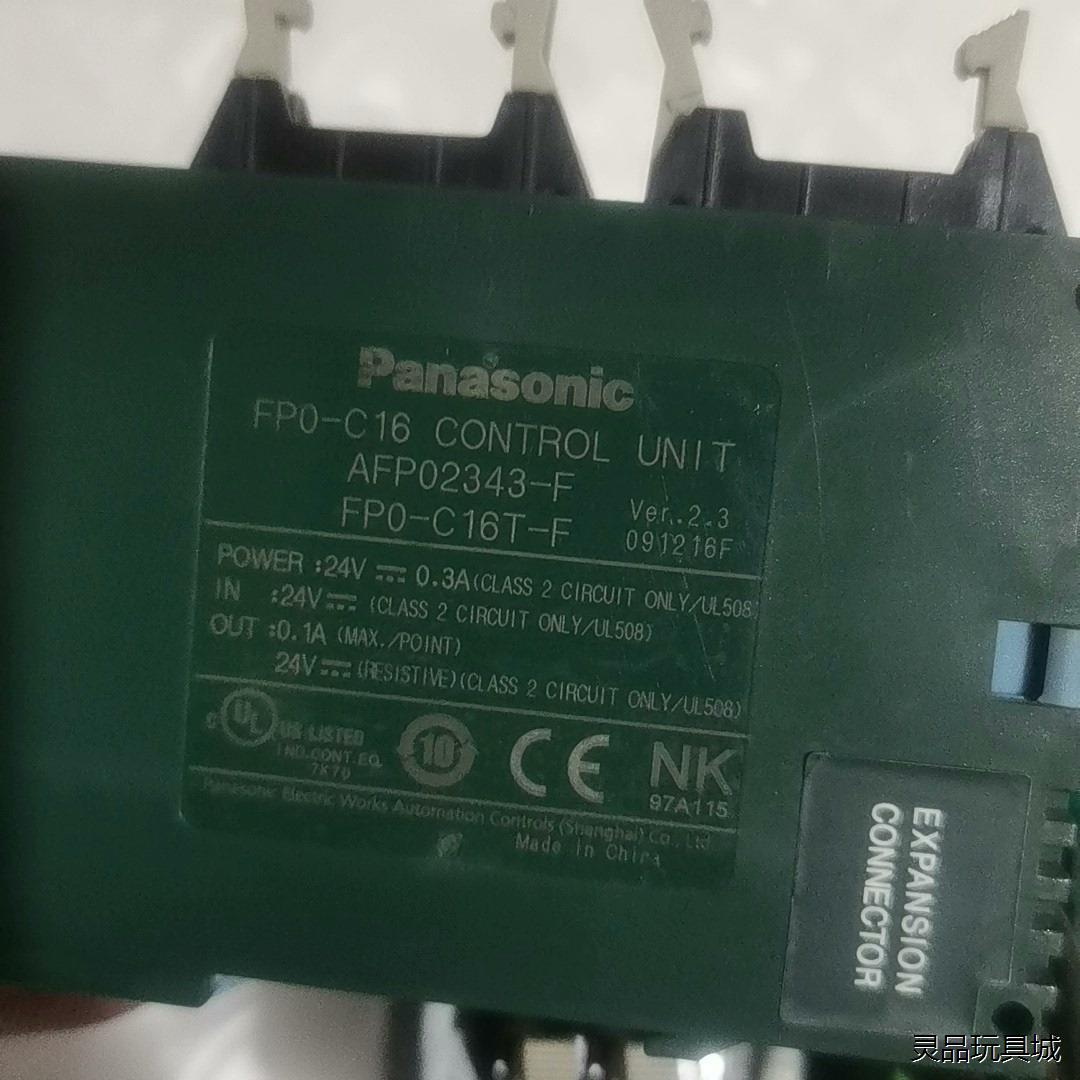 Panasonic
FP0-C16 CONTROL UNIT
AFP02343-F
FP0-C16T-F
Ver.2.3
091216F
POWER :24V ⎓ 0.3A(CLASS 2 CIRCUIT ONLY/UL508)
IN :24V ⎓ (CLASS 2 CIRCUIT ONLY/UL508)
OUT :0.1A (MAX./POINT)
24V ⎓ (RESISTIVE)(CLASS 2 CIRCUIT ONLY/UL508)
C UL US LISTED
IND.CONT.EQ.
7K70
10
CE
NK
97A115
Panasonic Electric Works Automation Controls (Shanghai) Co., Ltd
Made in China
EXPANSION
CONNECTOR
灵品玩具城